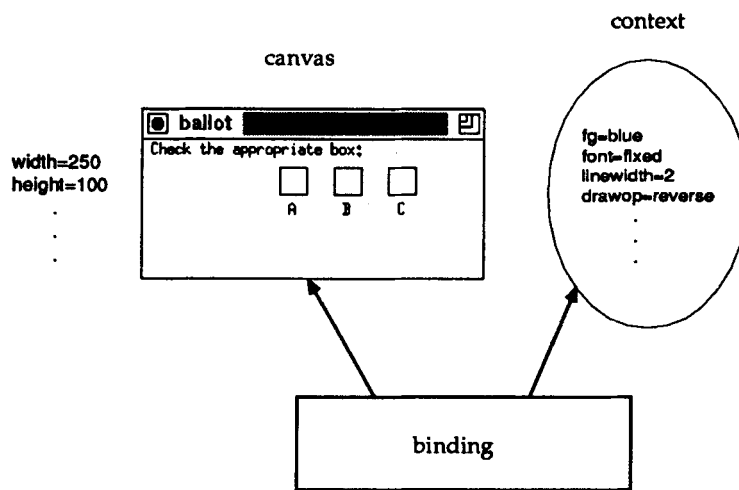 context
canvas
ballot
Check the appropriate box:
A B C
width=250
height=100
.
.
.
fg=blue
font=fixed
linewidth=2
drawop=reverse
.
.
.
binding